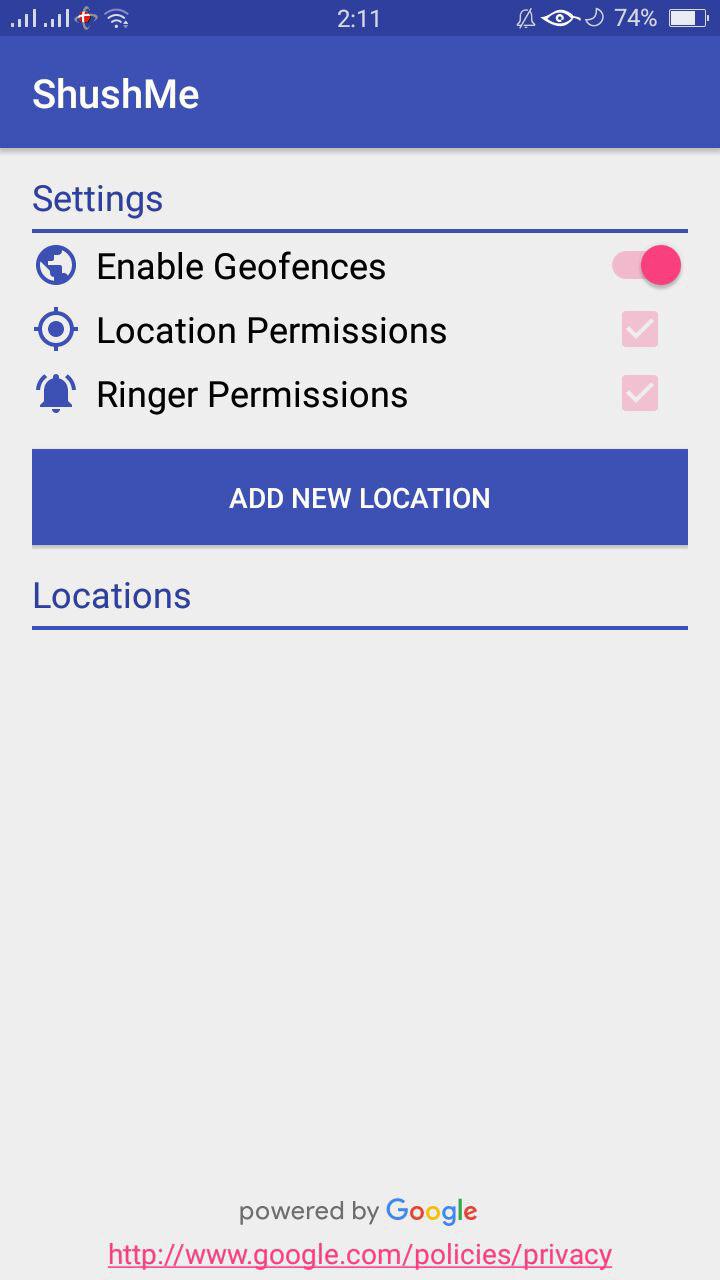 2:11
74%
ShushMe
Settings
Enable Geofences
Location Permissions
Ringer Permissions
ADD NEW LOCATION
Locations
powered by Google
http://www.google.com/policies/privacy